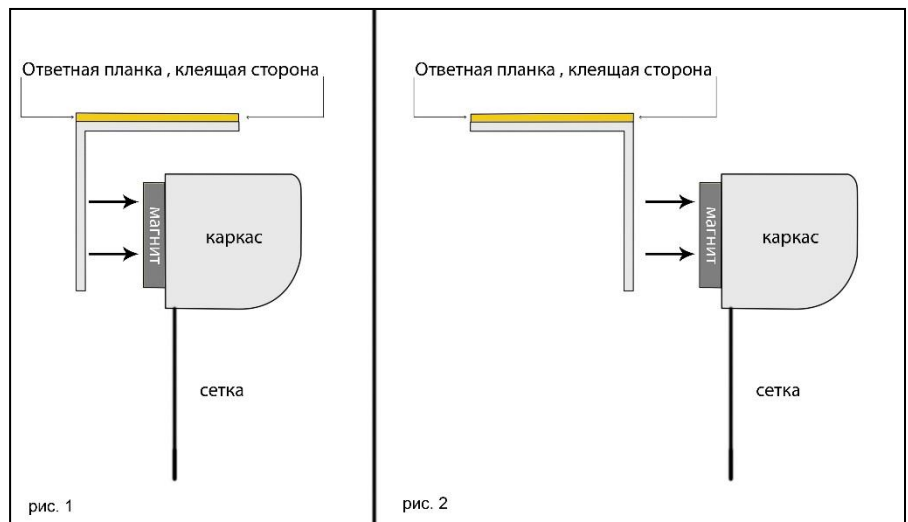 Ответная планка , клеящая сторона
магнит
каркас
сетка
рис. 1
Ответная планка , клеящая сторона
магнит
каркас
сетка
рис. 2